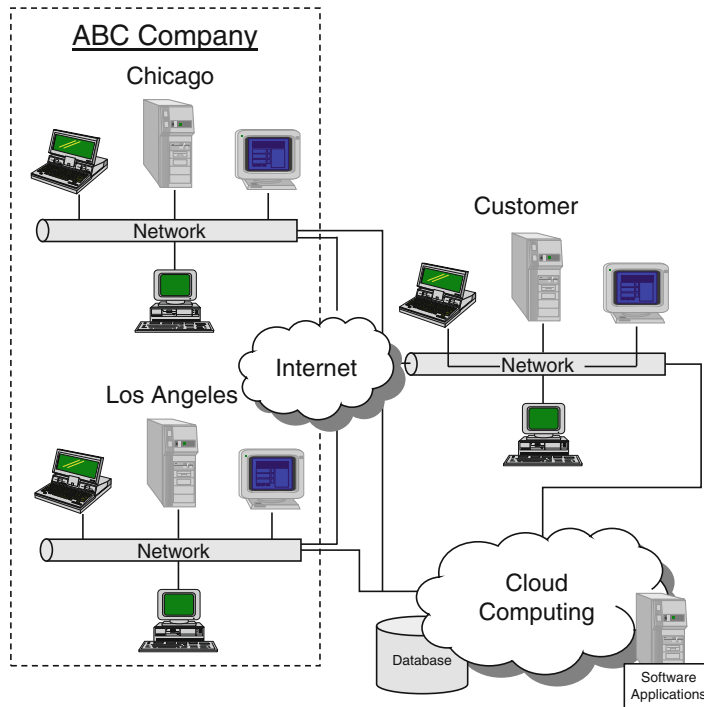 ABC Company
Chicago
Network
Customer
Internet
Network
Los Angeles
Network
Cloud
Computing
Database
Software
Applications